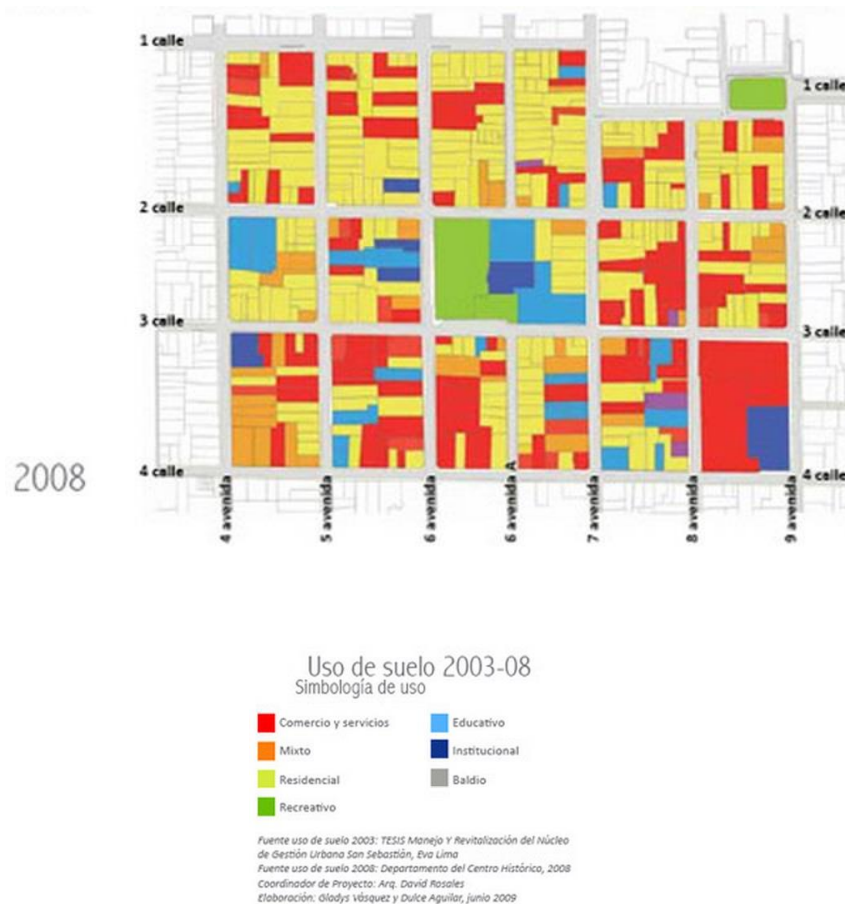 1 calle
1 calle
2 calle
2 calle
3 calle
3 calle
4 calle
4 calle
2008
4 avenida
5 avenida
6 avenida
6 avenida A
7 avenida
8 avenida
9 avenida
Uso de suelo 2003-08
Simbología de uso
Comercio y servicios
Mixto
Residencial
Recreativo
Educativo
Institucional
Baldio
Fuente uso de suelo 2003: TESIS Manejo Y Revitalización del Núcleo
de Gestión Urbana San Sebastián, Eva Lima
Fuente uso de suelo 2008: Departamento del Centro Histórico, 2008
Coordinador de Proyecto: Arq. David Rosales
Elaboración: Gladys Vásquez y Dulce Aguilar, junio 2009